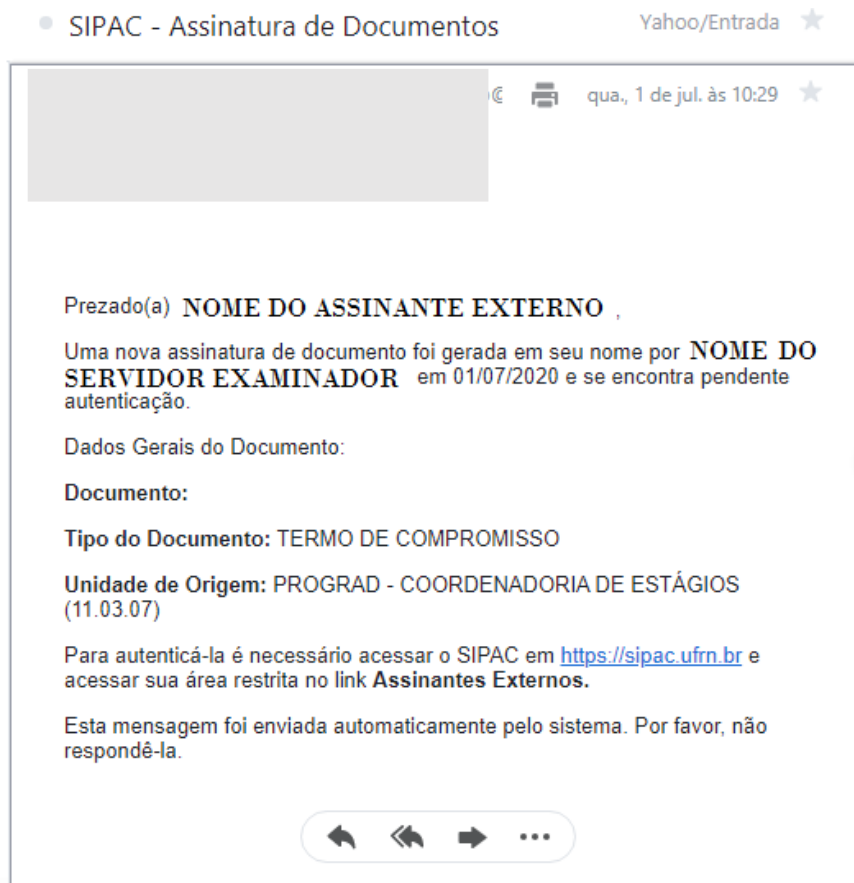 SIPAC - Assinatura de Documentos
Yahoo/Entrada
qua., 1 de jul. às 10:29
Prezado(a) NOME DO ASSINANTE EXTERNO ,
Uma nova assinatura de documento foi gerada em seu nome por NOME DO
SERVIDOR EXAMINADOR em 01/07/2020 e se encontra pendente
autenticação.
Dados Gerais do Documento:
Documento:
Tipo do Documento: TERMO DE COMPROMISSO
Unidade de Origem: PROGRAD - COORDENADORIA DE ESTÁGIOS
(11.03.07)
Para autenticá-la é necessário acessar o SIPAC em https://sipac.ufrn.br e
acessar sua área restrita no link Assinantes Externos.
Esta mensagem foi enviada automaticamente pelo sistema. Por favor, não
respondê-la.